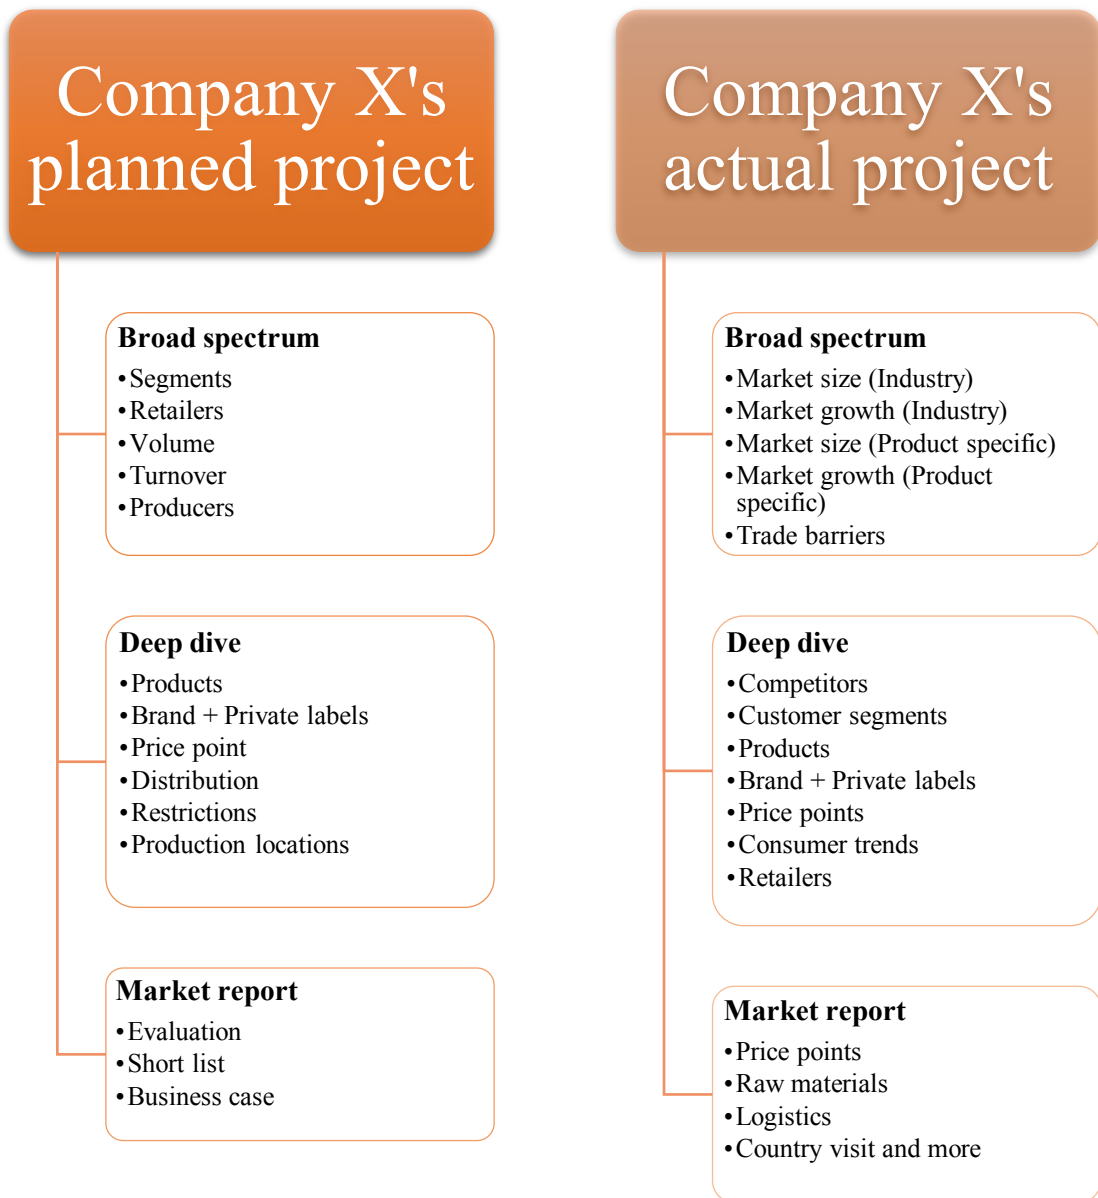 Company X's
planned project
Broad spectrum
•Segments
•Retailers
•Volume
•Turnover
•Producers
Deep dive
•Products
•Brand + Private labels
•Price point
•Distribution
•Restrictions
•Production locations
Market report
•Evaluation
•Short list
•Business case
Company X's
actual project
Broad spectrum
•Market size (Industry)
•Market growth (Industry)
•Market size (Product specific)
•Market growth (Product
specific)
•Trade barriers
Deep dive
•Competitors
•Customer segments
•Products
•Brand + Private labels
•Price points
•Consumer trends
•Retailers
Market report
•Price points
•Raw materials
•Logistics
•Country visit and more